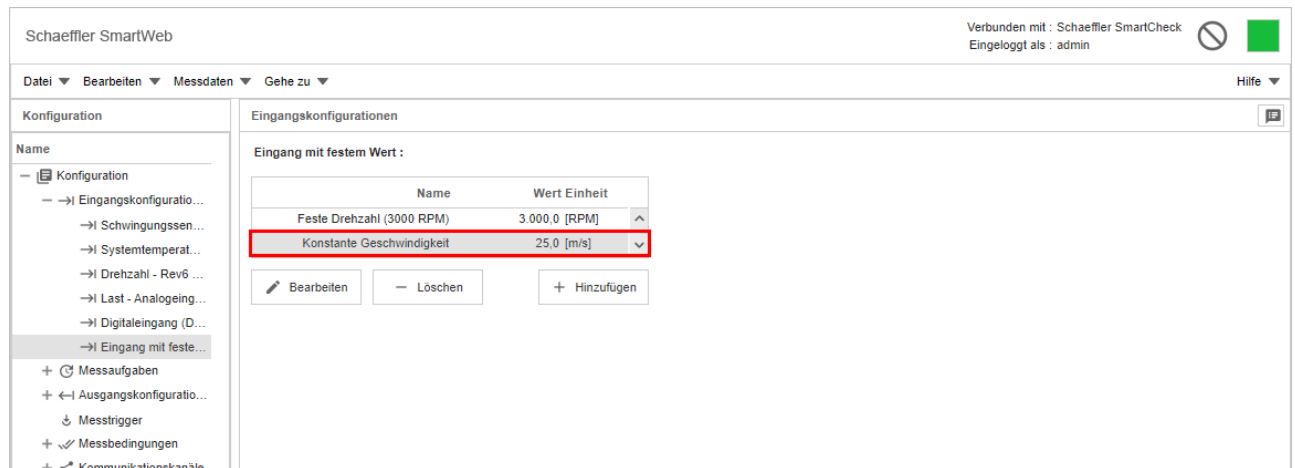 Schaeffler SmartWeb
Verbunden mit : Schaeffler SmartCheck
Eingeloggt als : admin
Datei Bearbeiten Messdaten Gehe zu Hilfe
Konfiguration
Name
Konfiguration
Eingangskonfiguratio...
Schwingungssen...
Systemtemperat...
Drehzahl - Rev6 ...
Last - Analogeing...
Digitaleingang (D...
Eingang mit feste...
Messaufgaben
Ausgangskonfiguratio...
Messtrigger
Messbedingungen
Kommunikationskanäle
Eingangskonfigurationen
Eingang mit festem Wert :
Name Wert Einheit
Feste Drehzahl (3000 RPM) 3.000,0 [RPM]
Konstante Geschwindigkeit 25,0 [m/s]
Bearbeiten Löschen Hinzufügen